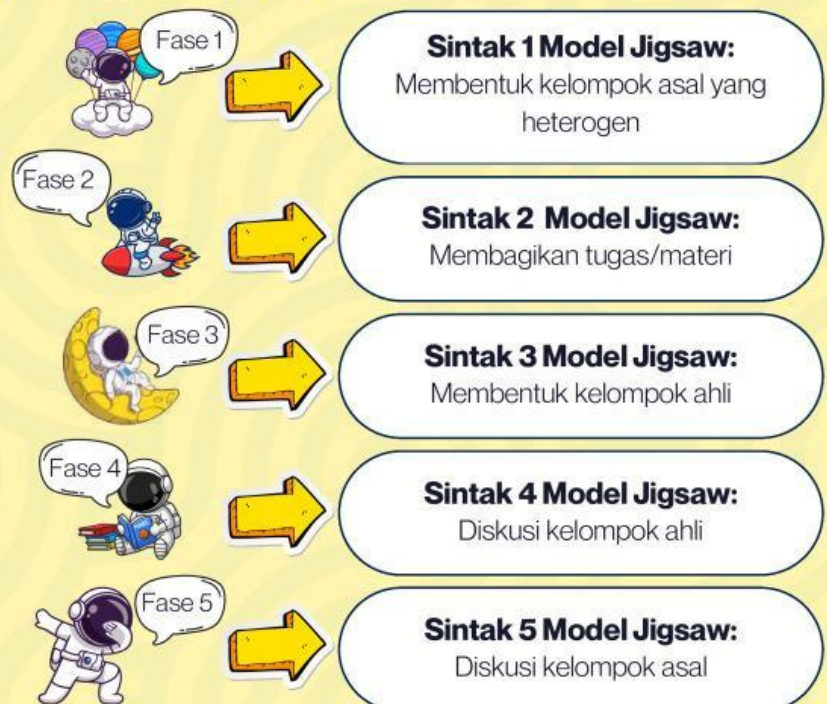 Fase 1
Sintak 1 Model Jigsaw:
Membentuk kelompok asal yang
heterogen
Fase 2
Sintak 2 Model Jigsaw:
Membagikan tugas/materi
Fase 3
Sintak 3 Model Jigsaw:
Membentuk kelompok ahli
Fase 4
Sintak 4 Model Jigsaw:
Diskusi kelompok ahli
Fase 5
Sintak 5 Model Jigsaw:
Diskusi kelompok asal